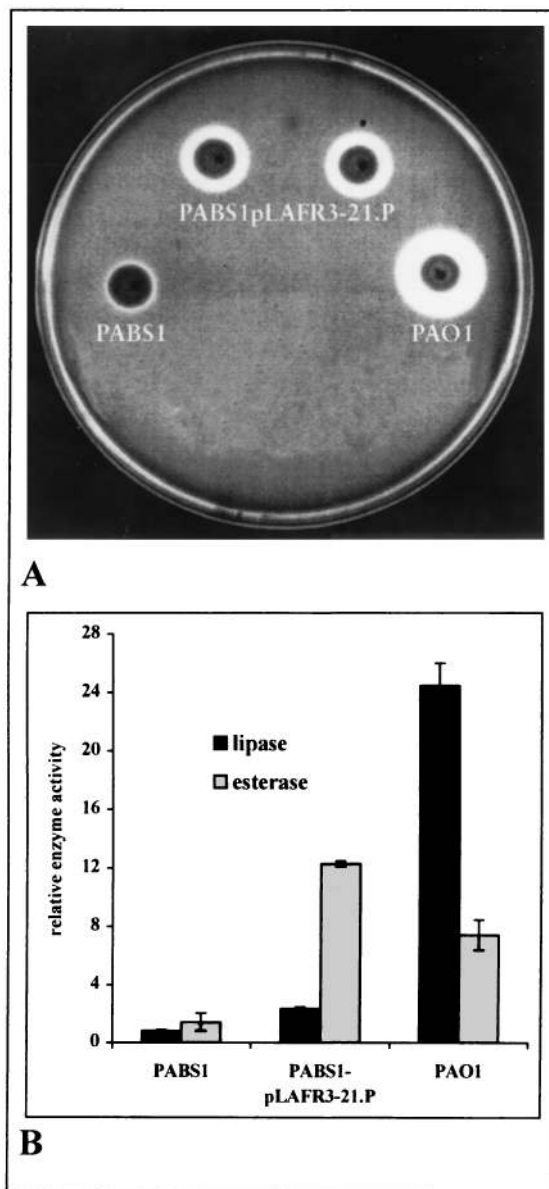 PABS1pLAFR3-21.P
PABS1
PAO1
A
28
24
20
16
12
8
4
0
relative enzyme activity
lipase
esterase
PABS1
PABS1-
pLAFR3-21.P
PAO1
B